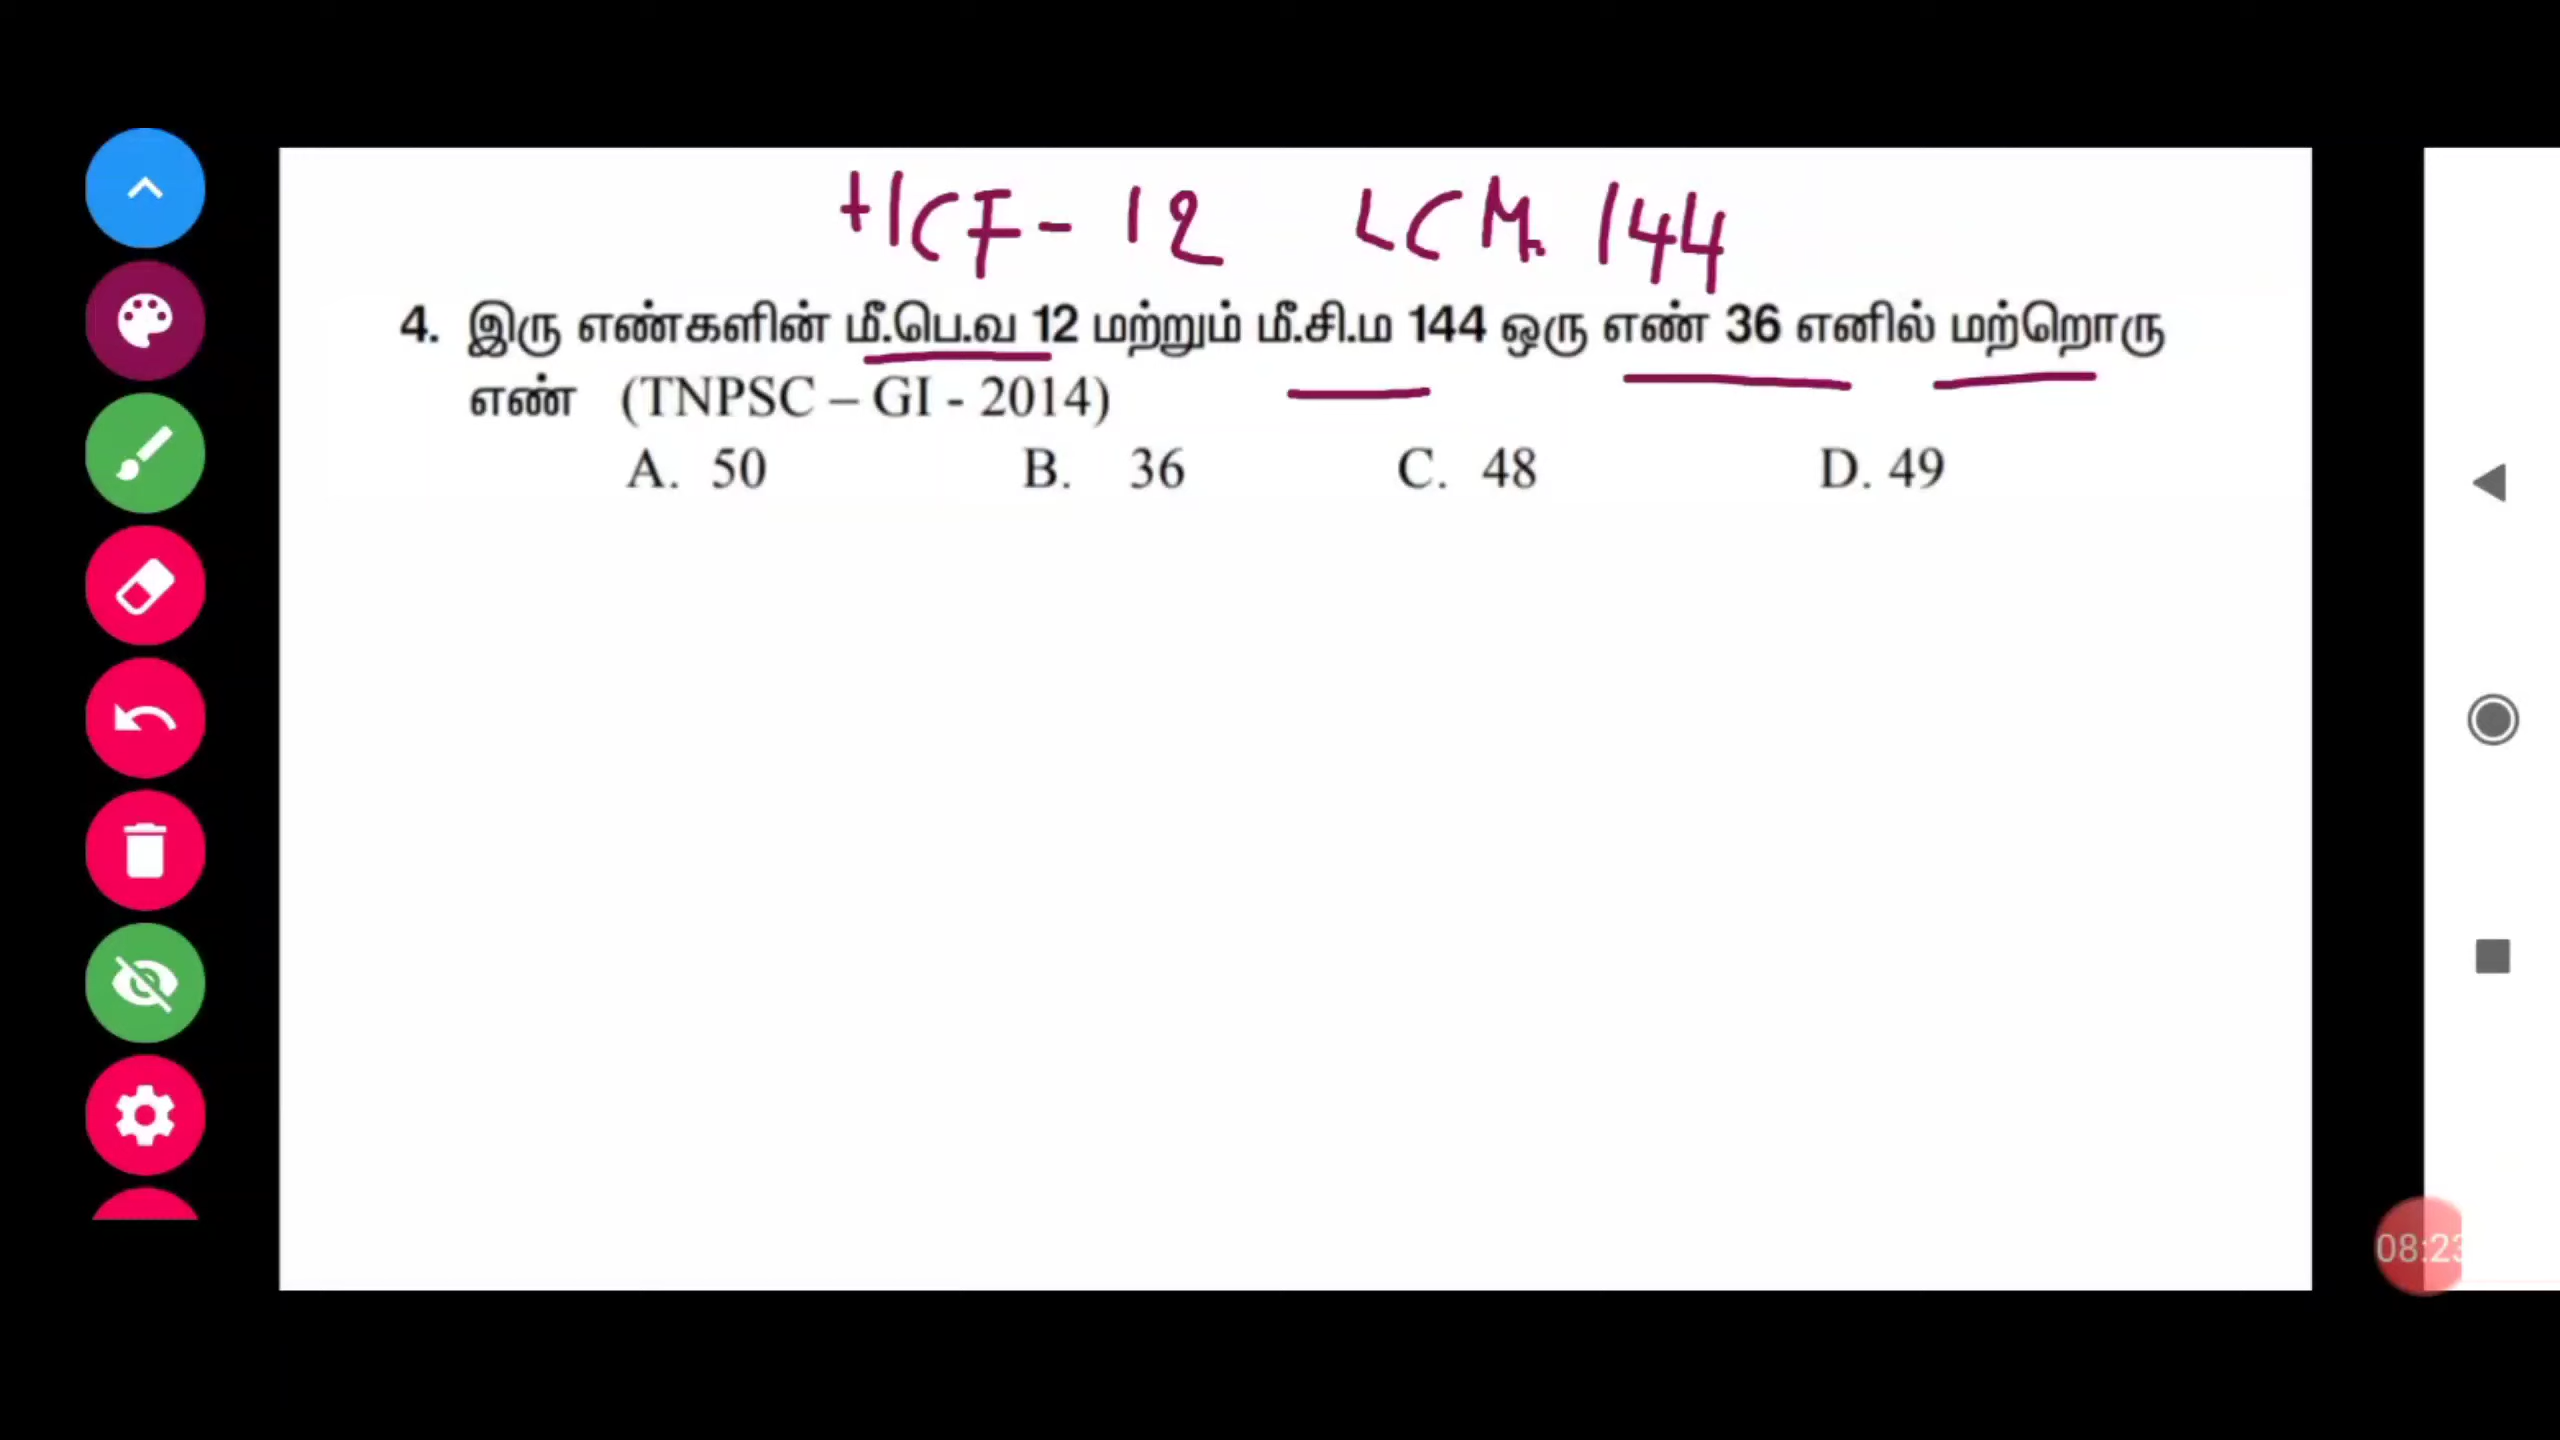 HCF - 12 LCM. 144
4. இரு எண்களின் மீ.பெ.வ 12 மற்றும் மீ.சி.ம 144 ஒரு எண் 36 எனில் மற்றொரு
எண் (TNPSC – GI - 2014)
A. 50 B. 36 C. 48 D. 49
08:23